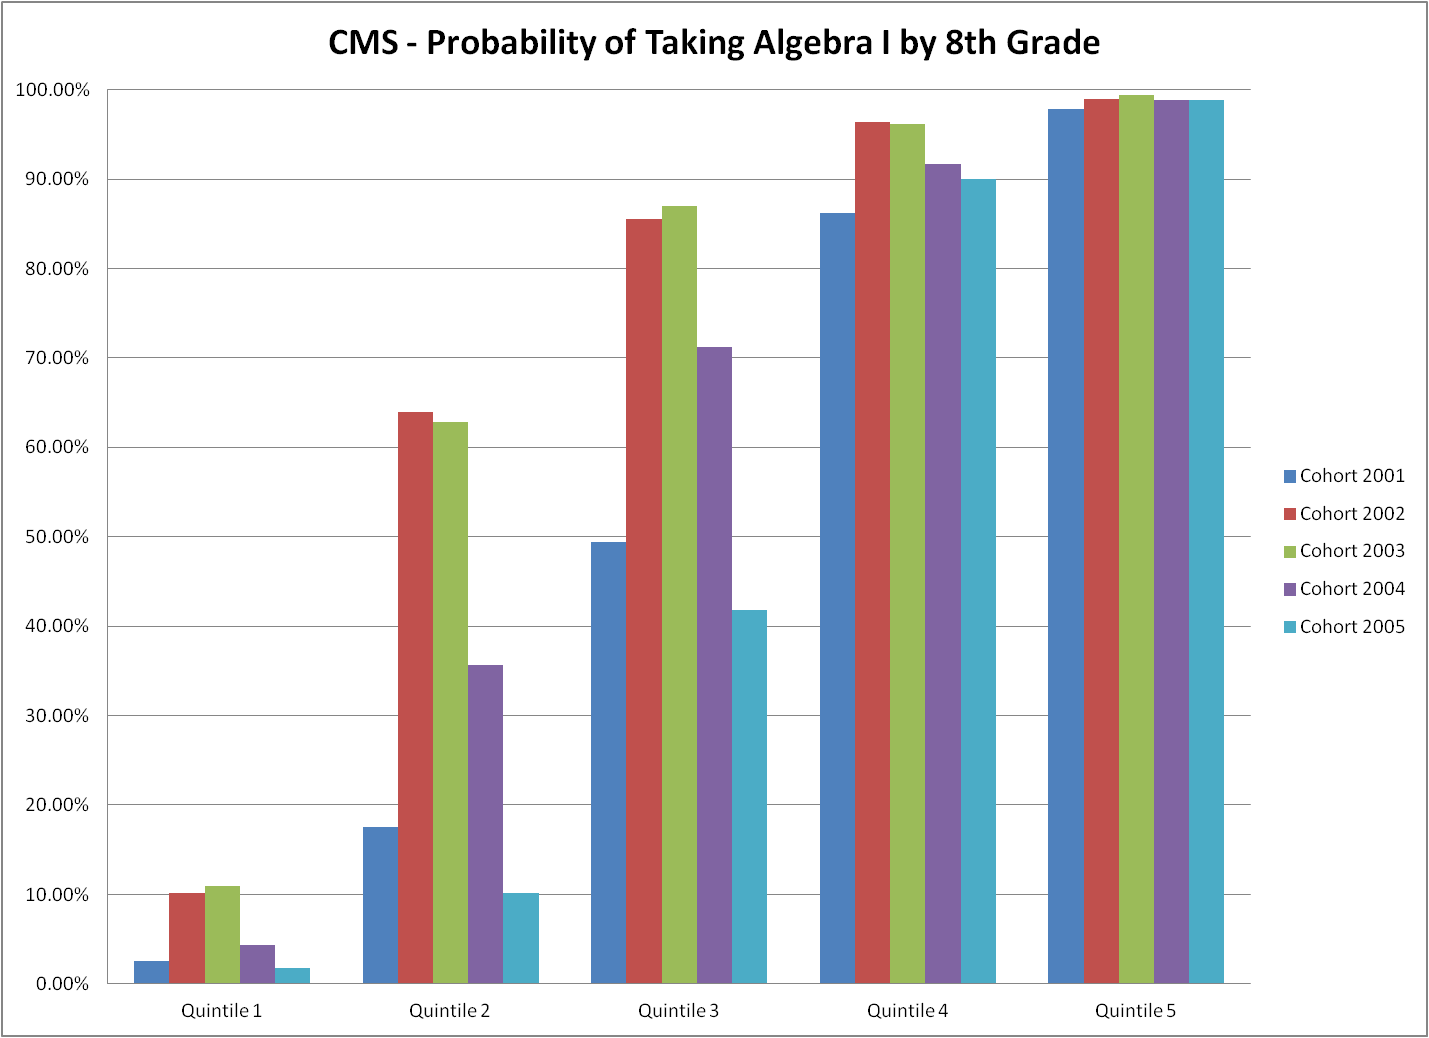 CMS - Probability of Taking Algebra I by 8th Grade
100.00%
90.00%
80.00%
70.00%
60.00%
50.00%
40.00%
30.00%
20.00%
10.00%
0.00%
Quintile 1
Quintile 2
Quintile 3
Quintile 4
Quintile 5
Cohort 2001
Cohort 2002
Cohort 2003
Cohort 2004
Cohort 2005